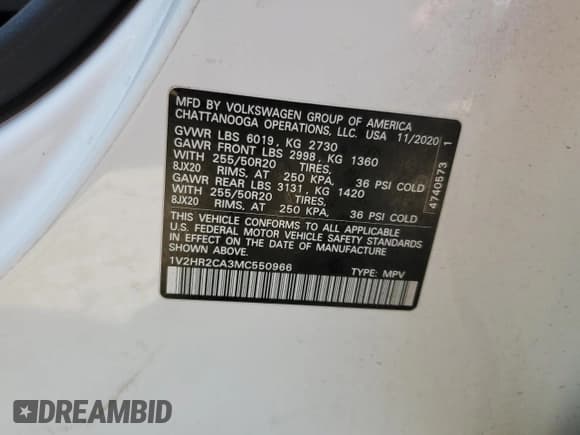 MFD BY VOLKSWAGEN GROUP OF AMERICA
CHATTANOOGA OPERATIONS, LLC. USA 11/2020
GVWR LBS 6019, KG 2730
GAWR FRONT LBS 2998, KG 1360
WITH 255/50R20 TIRES,
8JX20 RIMS, AT 250 KPA, 36 PSI COLD
GAWR REAR LBS 3131, KG 1420
WITH 255/50R20 TIRES,
8JX20 RIMS, AT 250 KPA, 36 PSI COLD
THIS VEHICLE CONFORMS TO ALL APPLICABLE
U.S. FEDERAL MOTOR VEHICLE SAFETY STANDARDS
IN EFFECT ON THE DATE OF MANUFACTURE
SHOWN ABOVE.
1V2HR2CA3MC550966 TYPE: MPV
4740573 1
DREAMBID